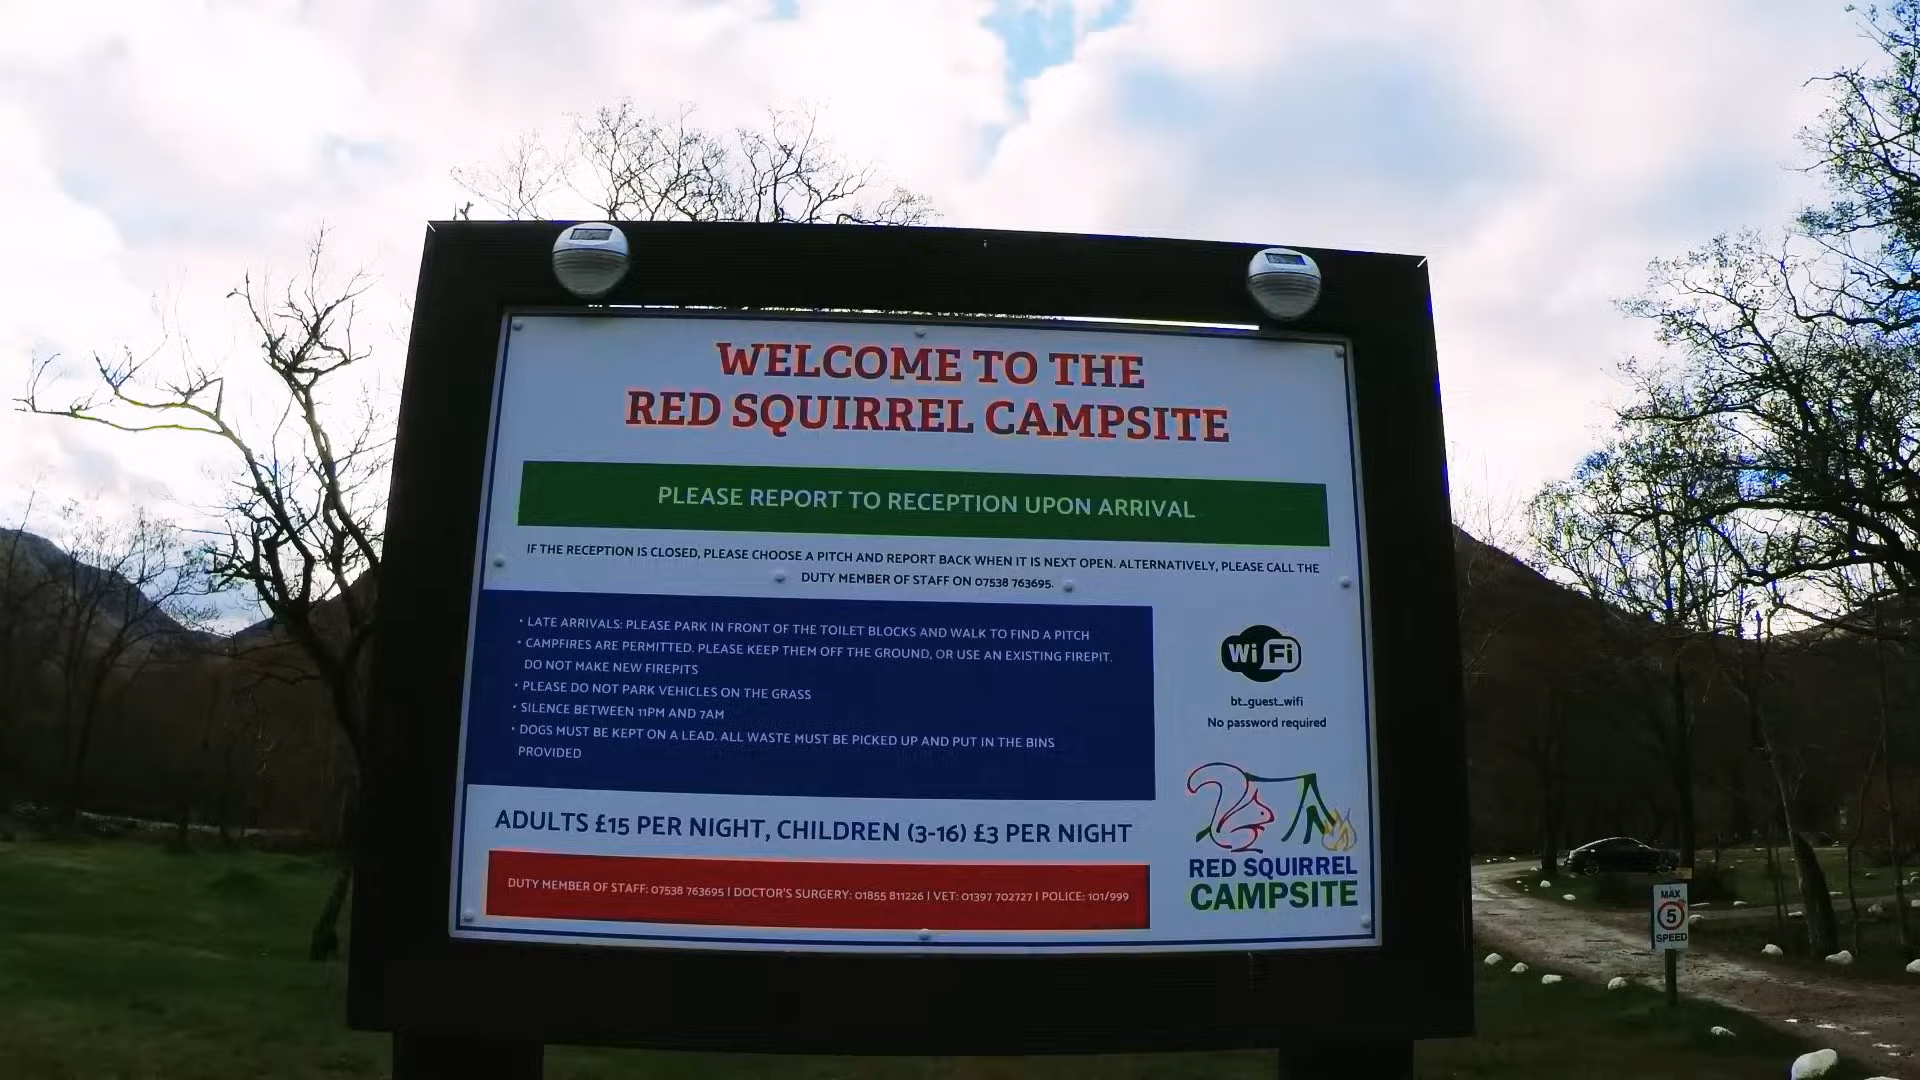 WELCOME TO THE
RED SQUIRREL CAMPSITE
PLEASE REPORT TO RECEPTION UPON ARRIVAL
IF THE RECEPTION IS CLOSED, PLEASE CHOOSE A PITCH AND REPORT BACK WHEN IT IS NEXT OPEN. ALTERNATIVELY, PLEASE CALL THE
DUTY MEMBER OF STAFF ON 07538 763695.
• LATE ARRIVALS: PLEASE PARK IN FRONT OF THE TOILET BLOCKS AND WALK TO FIND A PITCH
• CAMPFIRES ARE PERMITTED. PLEASE KEEP THEM OFF THE GROUND, OR USE AN EXISTING FIREPIT.
DO NOT MAKE NEW FIREPITS
• PLEASE DO NOT PARK VEHICLES ON THE GRASS
• SILENCE BETWEEN 11PM AND 7AM
• DOGS MUST BE KEPT ON A LEAD. ALL WASTE MUST BE PICKED UP AND PUT IN THE BINS
PROVIDED
Wi Fi
bt_guest_wifi
No password required
ADULTS £15 PER NIGHT, CHILDREN (3-16) £3 PER NIGHT
DUTY MEMBER OF STAFF: 07538 763695 | DOCTOR'S SURGERY: 01855 811226 | VET: 01397 702727 | POLICE: 101/999
RED SQUIRREL
CAMPSITE
MAX
5
SPEED